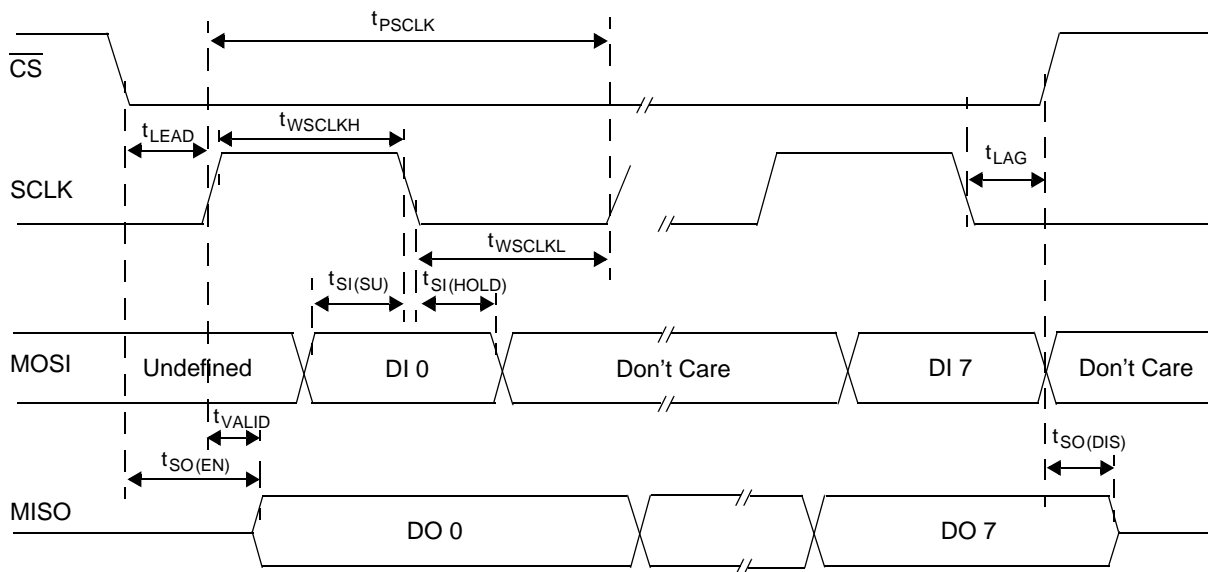 tPSCLK
CS
tWSCLKH
tLEAD
tLAG
SCLK
tWSCLKL
tSI(SU) tSI(HOLD)
MOSI Undefined DI 0 Don't Care DI 7 Don't Care
tVALID
tSO(DIS)
tSO(EN)
MISO DO 0 DO 7